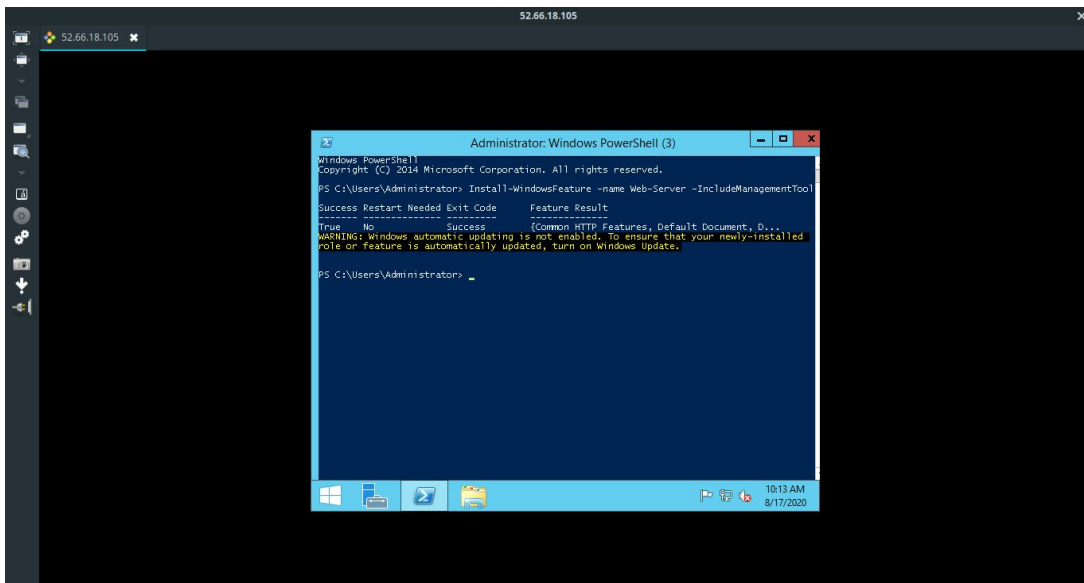 52.66.18.105
52.66.18.105
Administrator: Windows PowerShell (3)
Windows PowerShell
Copyright (C) 2014 Microsoft Corporation. All rights reserved.
PS C:\Users\Administrator> Install-WindowsFeature -name Web-Server -IncludeManagementTool
Success Restart Needed Exit Code Feature Result
------- -------------- --------- --------------
True No Success {Common HTTP Features, Default Document, D...
WARNING: Windows automatic updating is not enabled. To ensure that your newly-installed
role or feature is automatically updated, turn on Windows Update.
PS C:\Users\Administrator> _
10:13 AM
8/17/2020